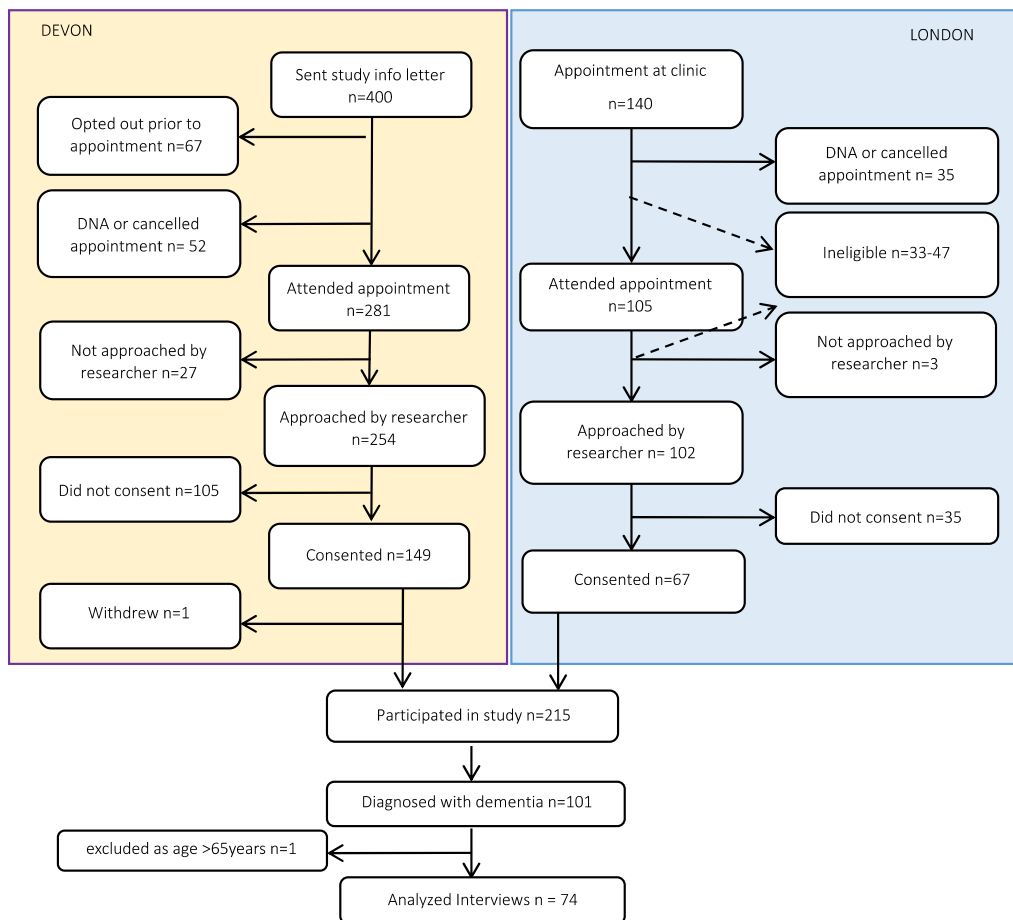 DEVON
Sent study info letter
n=400
Opted out prior to
appointment n=67
DNA or cancelled
appointment n= 52
Attended appointment
n=281
Not approached by
researcher n=27
Approached by researcher
n=254
Did not consent n=105
Consented n=149
Withdrew n=1
LONDON
Appointment at clinic
n=140
DNA or cancelled
appointment n= 35
Ineligible n=33-47
Attended appointment
n=105
Not approached by
researcher n=3
Approached by
researcher n= 102
Did not consent n=35
Consented n=67
Participated in study n=215
Diagnosed with dementia n=101
excluded as age >65years n=1
Analyzed Interviews n = 74